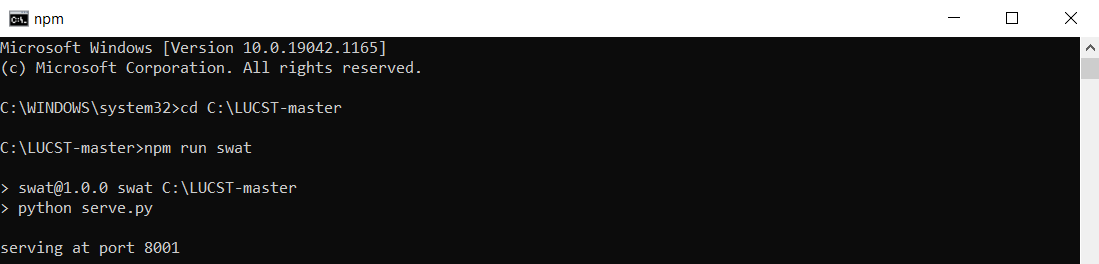 npm
Microsoft Windows [Version 10.0.19042.1165]
(c) Microsoft Corporation. All rights reserved.
C:\WINDOWS\system32>cd C:\LUCST-master
C:\LUCST-master>npm run swat
> swat@1.0.0 swat C:\LUCST-master
> python serve.py
serving at port 8001